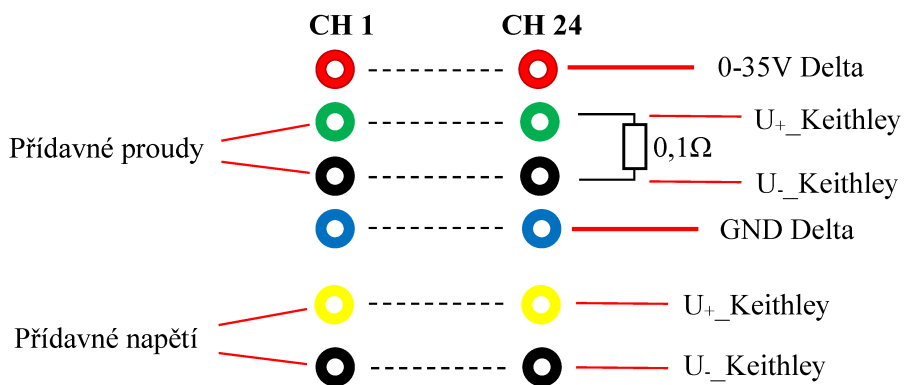 CH 1
CH 24
0-35V Delta
U+_Keithley
Přídavné proudy
0,1Ω
U-_Keithley
GND Delta
U+_Keithley
Přídavné napětí
U-_Keithley